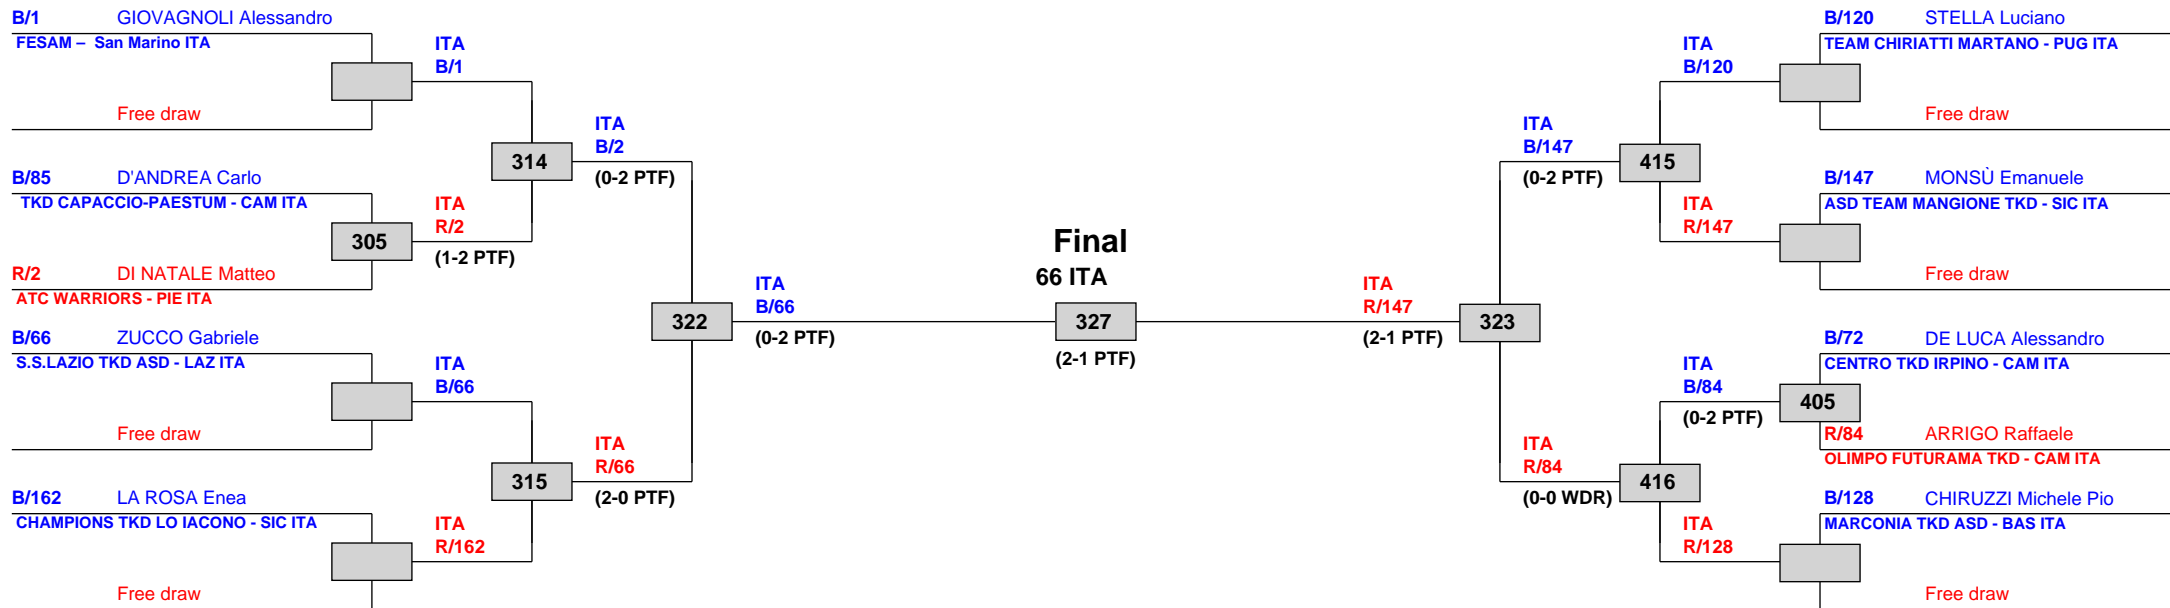 B/1 GIOVAGNOLI Alessandro
FESAM – San Marino ITA
Free draw
B/85 D'ANDREA Carlo
TKD CAPACCIO-PAESTUM - CAM ITA
R/2 DI NATALE Matteo
ATC WARRIORS - PIE ITA
B/66 ZUCCO Gabriele
S.S.LAZIO TKD ASD - LAZ ITA
Free draw
B/162 LA ROSA Enea
CHAMPIONS TKD LO IACONO - SIC ITA
Free draw
305
ITA
B/1
ITA
R/2
(1-2 PTF)
ITA
B/66
ITA
R/162
314
315
ITA
B/2
(0-2 PTF)
ITA
R/66
(2-0 PTF)
322
ITA
B/66
(0-2 PTF)
Final
66 ITA
327
(2-1 PTF)
ITA
R/147
(2-1 PTF)
323
ITA
B/147
(0-2 PTF)
ITA
R/84
(0-0 WDR)
415
416
ITA
B/120
ITA
R/147
ITA
B/84
(0-2 PTF)
ITA
R/128
405
B/120 STELLA Luciano
TEAM CHIRIATTI MARTANO - PUG ITA
Free draw
B/147 MONSÙ Emanuele
ASD TEAM MANGIONE TKD - SIC ITA
Free draw
B/72 DE LUCA Alessandro
CENTRO TKD IRPINO - CAM ITA
R/84 ARRIGO Raffaele
OLIMPO FUTURAMA TKD - CAM ITA
B/128 CHIRUZZI Michele Pio
MARCONIA TKD ASD - BAS ITA
Free draw